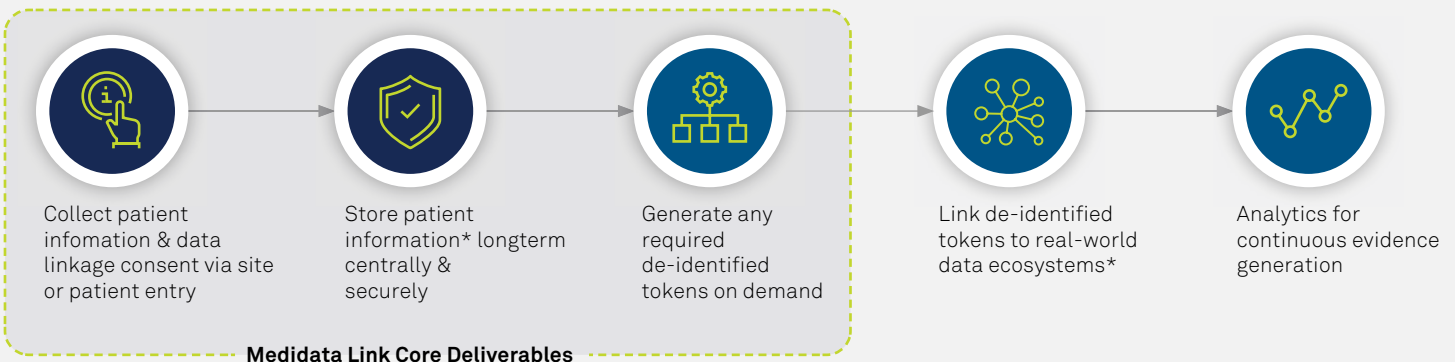 Collect patient
infomation & data
linkage consent via site
or patient entry
Store patient
information* longterm
centrally &
securely
Generate any
required
de-identified
tokens on demand
Link de-identified
tokens to real-world
data ecosystems*
Analytics for
continuous evidence
generation
Medidata Link Core Deliverables